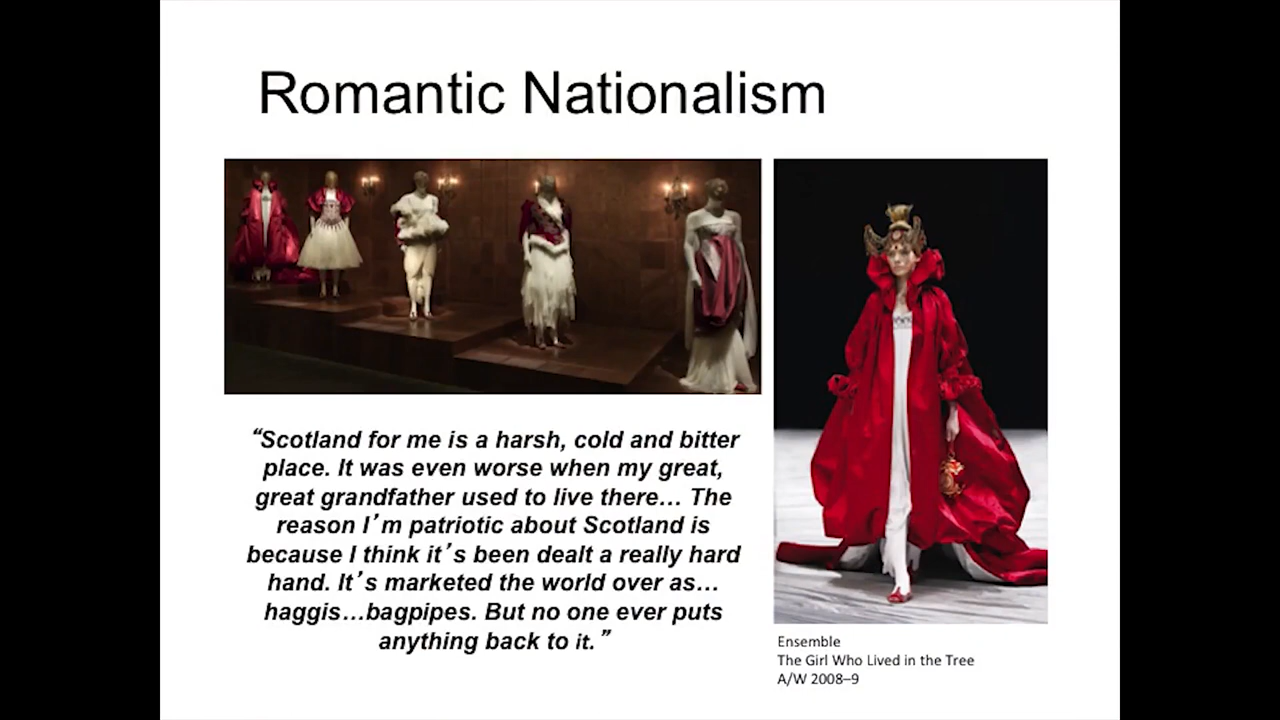 Romantic Nationalism
“Scotland for me is a harsh, cold and bitter
place. It was even worse when my great,
great grandfather used to live there… The
reason I’m patriotic about Scotland is
because I think it’s been dealt a really hard
hand. It’s marketed the world over as…
haggis…bagpipes. But no one ever puts
anything back to it.”
Ensemble
The Girl Who Lived in the Tree
A/W 2008–9